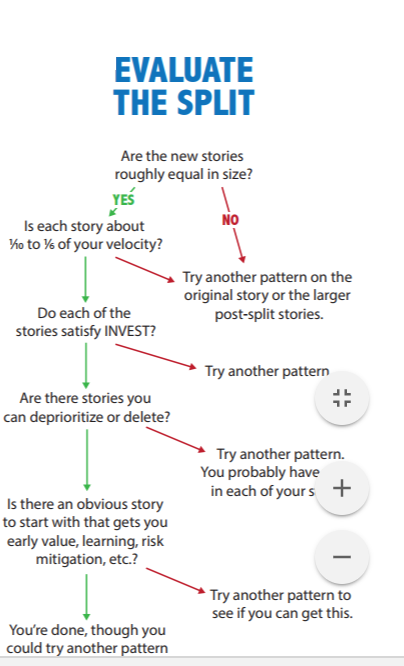 EVALUATE
THE SPLIT
Are the new stories
roughly equal in size?
YES
NO
Is each story about
⅒ to ⅙ of your velocity?
Try another pattern on the
original story or the larger
post-split stories.
Do each of the
stories satisfy INVEST?
Try another pattern
Are there stories you
can deprioritize or delete?
Try another pattern.
You probably have
in each of your
Is there an obvious story
to start with that gets you
early value, learning, risk
mitigation, etc.?
Try another pattern to
see if you can get this.
You’re done, though you
could try another pattern